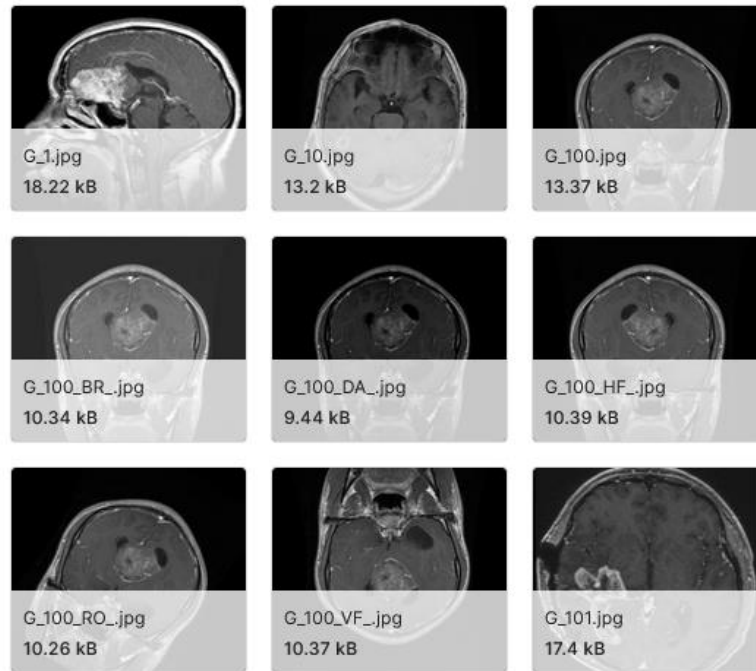 G_1.jpg
18.22 kB
G_10.jpg
13.2 kB
G_100.jpg
13.37 kB
G_100_BR_.jpg
10.34 kB
G_100_DA_.jpg
9.44 kB
G_100_HF_.jpg
10.39 kB
G_100_RO_.jpg
10.26 kB
G_100_VF_.jpg
10.37 kB
G_101.jpg
17.4 kB